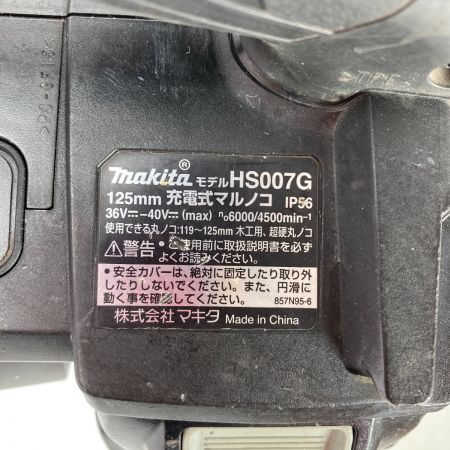 >PP-GF15<
>TPE<
makita® モデル HS007G
125mm 充電式マルノコ IP56
36V⎓-40V⎓(max) n₀6000/4500min⁻¹
使用できる丸ノコ:119～125mm 木工用、超硬丸ノコ
⚠警告・ご使用前に取扱説明書を必ず
よくお読みください。
・安全カバーは、絶対に固定したり取り外
したりしないでください。また、円滑に
動く事を確認してください。
857N95-6
株式会社 マキタ Made in China